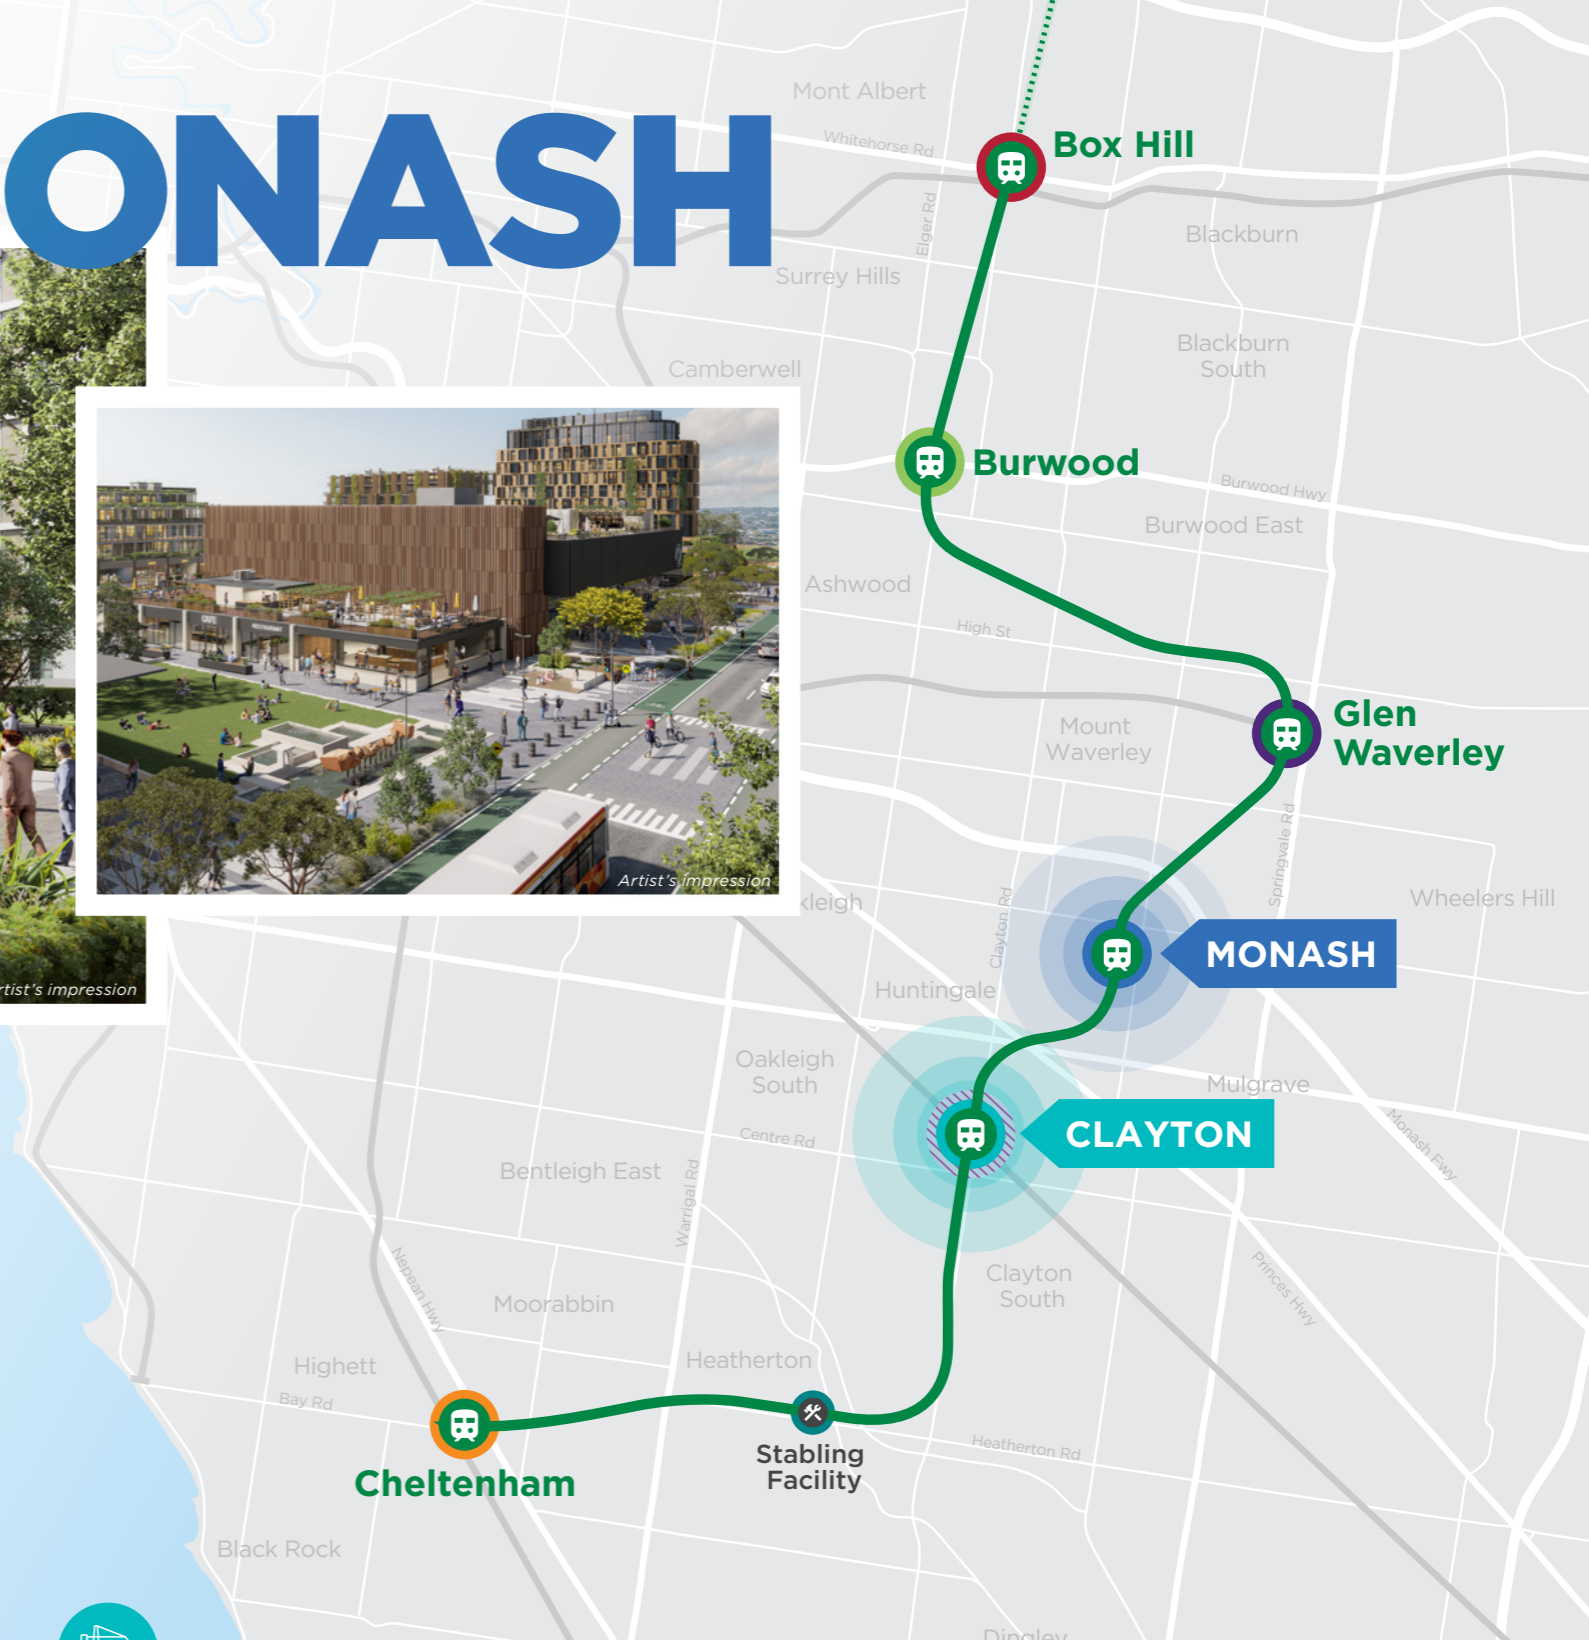 ONASH
Mont Albert
Whitehorse Rd
Box Hill
Elgar Rd
Blackburn
Surrey Hills
Blackburn
South
Camberwell
Burwood
Burwood Hwy
Burwood East
Ashwood
High St
CAFE
RESTAURANT
Mount
Waverley
Glen
Waverley
Springvale Rd
Artist's impression
kleigh
Clayton Rd
Wheelers Hill
MONASH
rtist's impression
Huntingale
Oakleigh
South
Mulgrave
CLAYTON
Centre Rd
Monash Fwy
Bentleigh East
Warrigal Rd
Clayton
South
Princes Hwy
Nepean Hwy
Moorabbin
Highett
Heatherton
Bay Rd
Stabling
Facility
Heatherton Rd
Cheltenham
Black Rock
Dingley